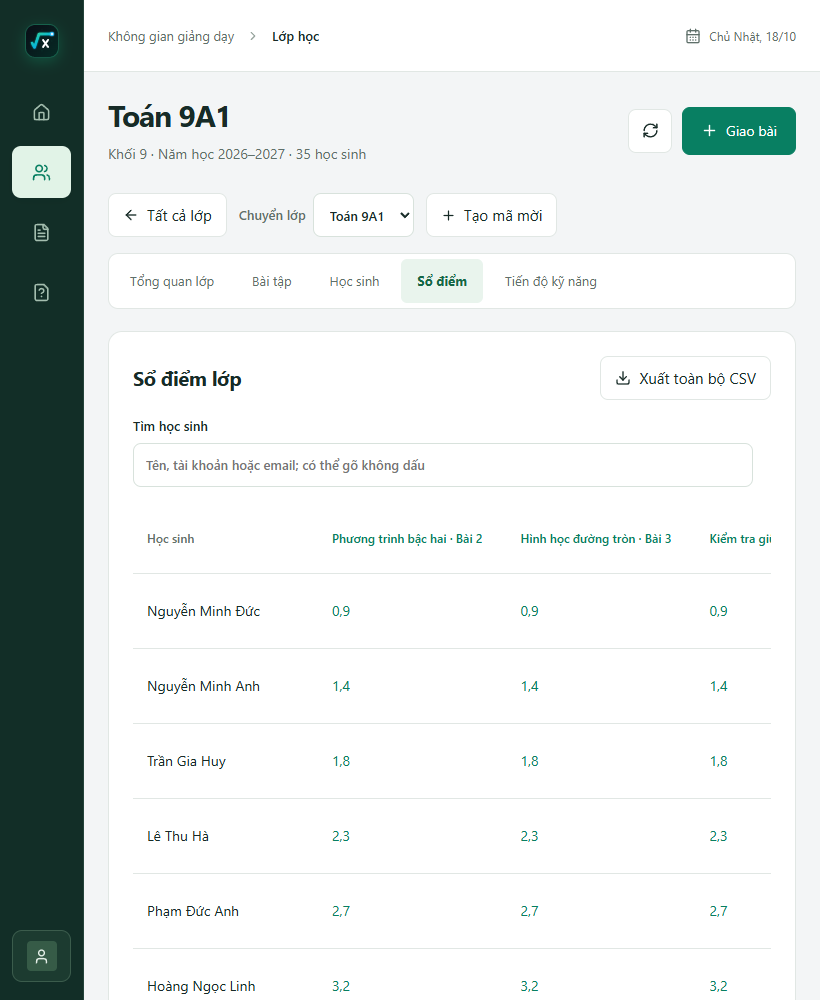 √x
Không gian giảng dạy > Lớp học
Chủ Nhật, 18/10
Toán 9A1
Khối 9 · Năm học 2026–2027 · 35 học sinh
+ Giao bài
← Tất cả lớp
Chuyển lớp
Toán 9A1
+ Tạo mã mời
Tổng quan lớp
Bài tập
Học sinh
Sổ điểm
Tiến độ kỹ năng
Sổ điểm lớp
Xuất toàn bộ CSV
Tìm học sinh
Tên, tài khoản hoặc email; có thể gõ không dấu
Học sinh Phương trình bậc hai · Bài 2 Hình học đường tròn · Bài 3 Kiểm tra
Nguyễn Minh Đức 0,9 0,9 0,9
Nguyễn Minh Anh 1,4 1,4 1,4
Trần Gia Huy 1,8 1,8 1,8
Lê Thu Hà 2,3 2,3 2,3
Phạm Đức Anh 2,7 2,7 2,7
Hoàng Ngọc Linh 3,2 3,2 3,2